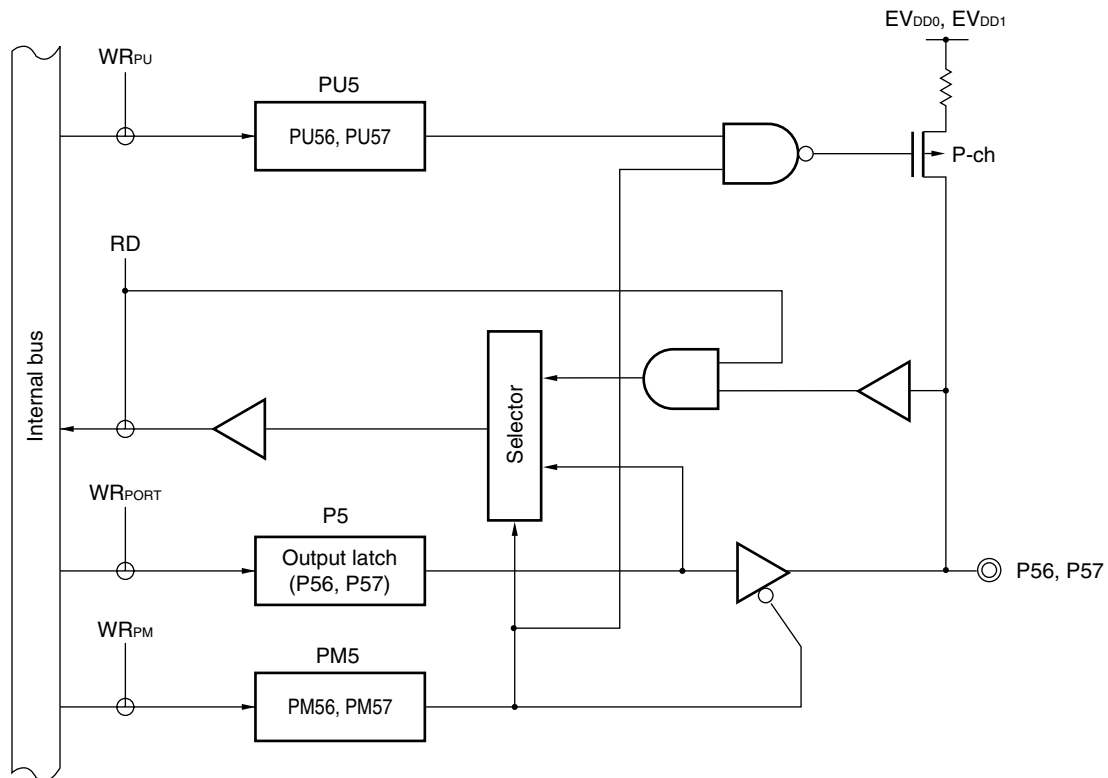 EVDD0, EVDD1
WRPU
PU5
PU56, PU57
P-ch
RD
Internal bus
Selector
WRPORT
P5
Output latch
(P56, P57)
P56, P57
WRPM
PM5
PM56, PM57